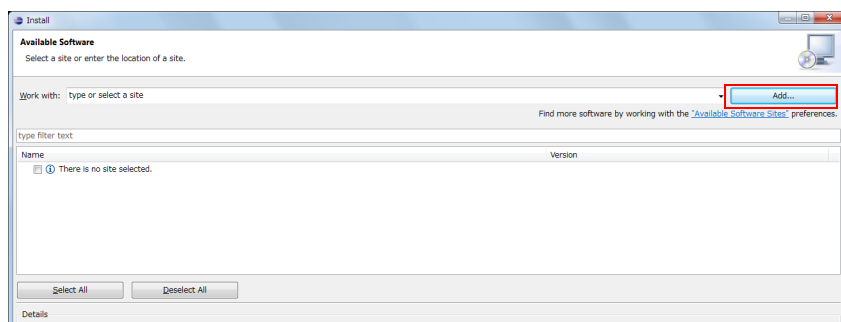 Install
Available Software
Select a site or enter the location of a site.
Work with: type or select a site Add...
Find more software by working with the "Available Software Sites" preferences.
type filter text
Name Version
There is no site selected.
Select All Deselect All
Details